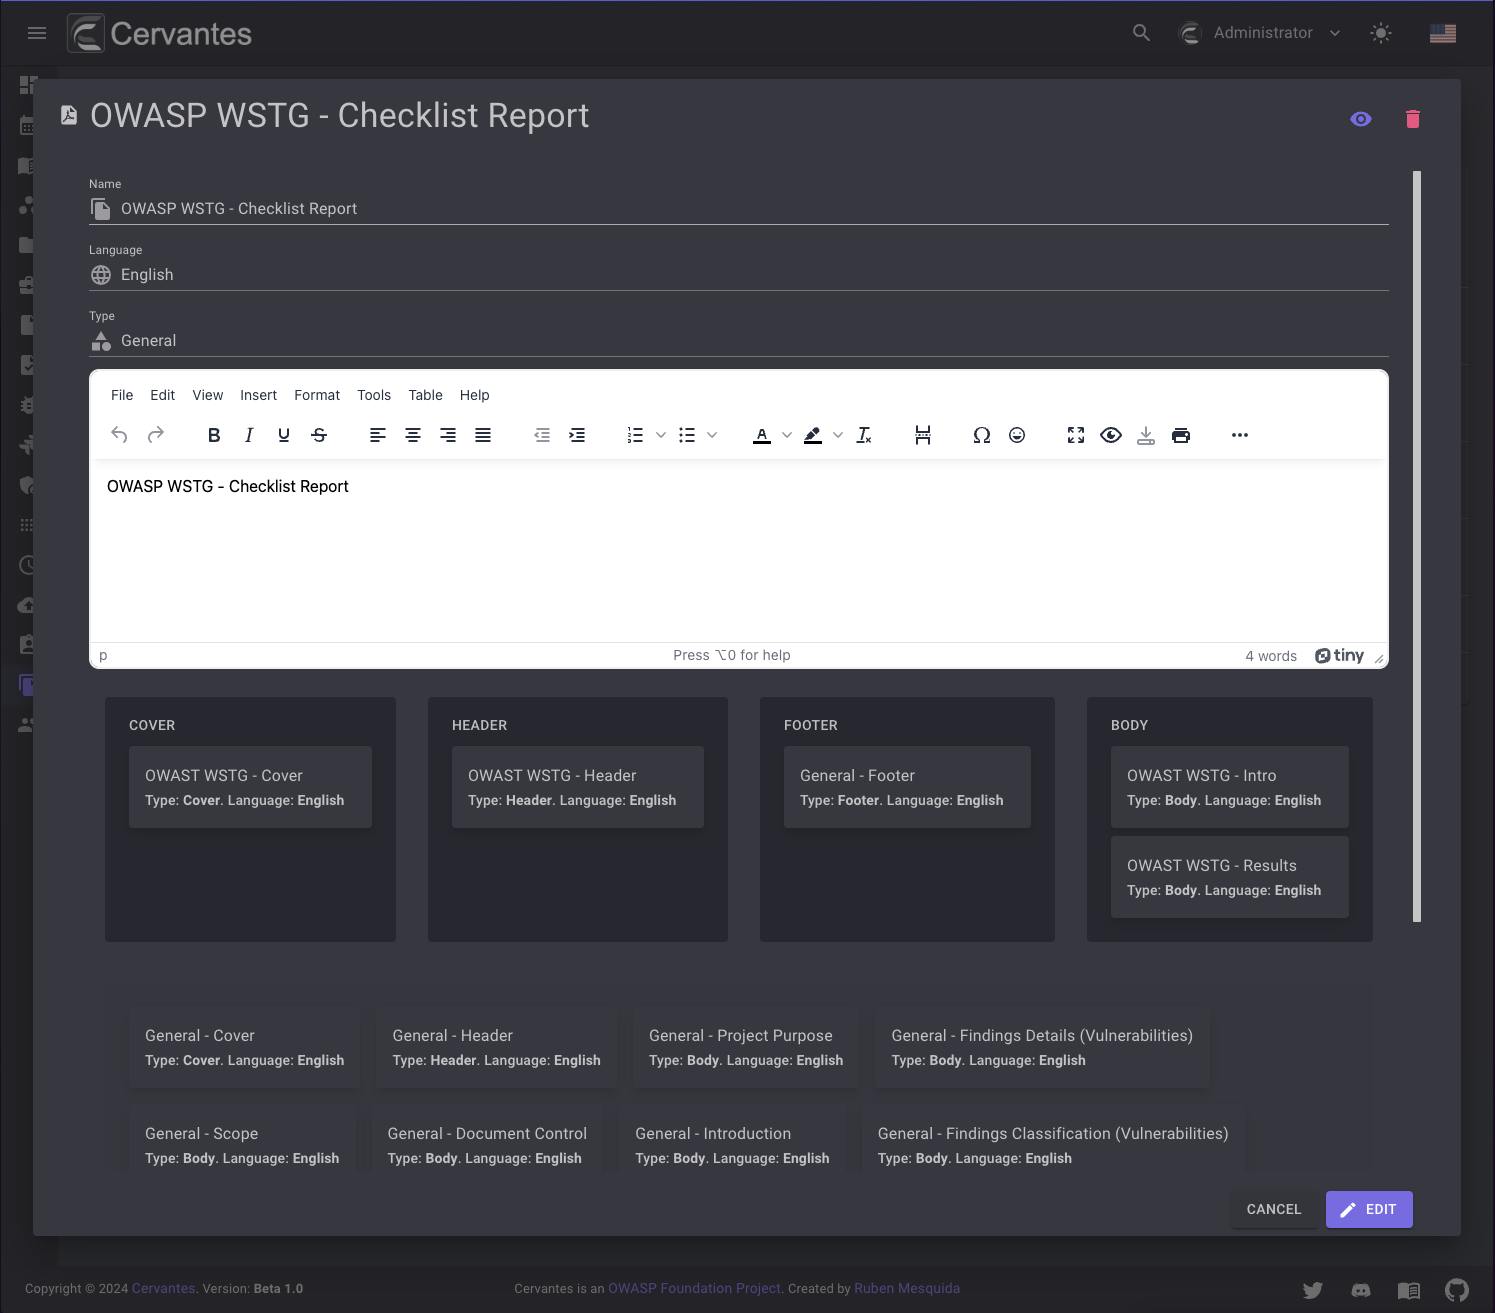 Cervantes
Administrator
OWASP WSTG - Checklist Report
Name
OWASP WSTG - Checklist Report
Language
English
Type
General
File Edit View Insert Format Tools Table Help
OWASP WSTG - Checklist Report
p Press ⌥0 for help 4 words tiny
COVER
OWAST WSTG - Cover
Type: Cover. Language: English
HEADER
OWAST WSTG - Header
Type: Header. Language: English
FOOTER
General - Footer
Type: Footer. Language: English
BODY
OWAST WSTG - Intro
Type: Body. Language: English
OWAST WSTG - Results
Type: Body. Language: English
General - Cover
Type: Cover. Language: English
General - Header
Type: Header. Language: English
General - Project Purpose
Type: Body. Language: English
General - Findings Details (Vulnerabilities)
Type: Body. Language: English
General - Scope
Type: Body. Language: English
General - Document Control
Type: Body. Language: English
General - Introduction
Type: Body. Language: English
General - Findings Classification (Vulnerabilities)
Type: Body. Language: English
CANCEL EDIT
Copyright © 2024 Cervantes. Version: Beta 1.0 Cervantes is an OWASP Foundation Project. Created by Ruben Mesquida